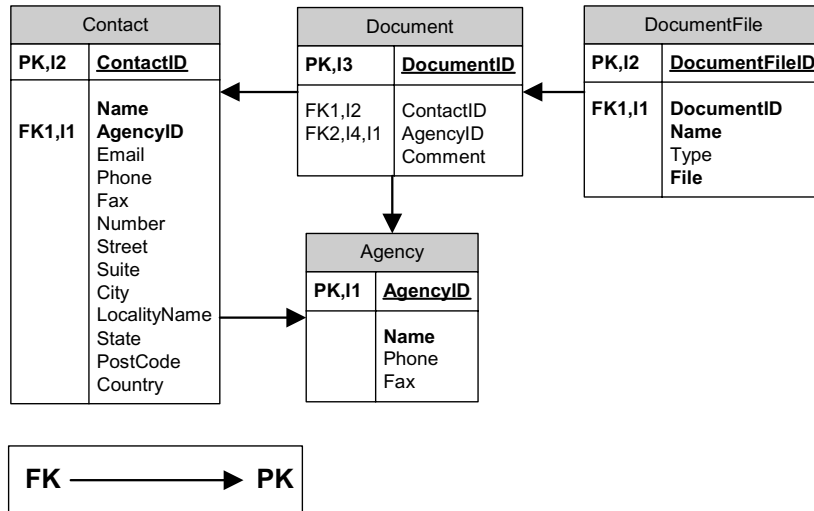 Contact
PK,I2 ContactID
Name
FK1,I1 AgencyID
Email
Phone
Fax
Number
Street
Suite
City
LocalityName
State
PostCode
Country
Document
PK,I3 DocumentID
FK1,I2 ContactID
FK2,I4,I1 AgencyID
Comment
DocumentFile
PK,I2 DocumentFileID
FK1,I1 DocumentID
Name
Type
File
Agency
PK,I1 AgencyID
Name
Phone
Fax
FK PK